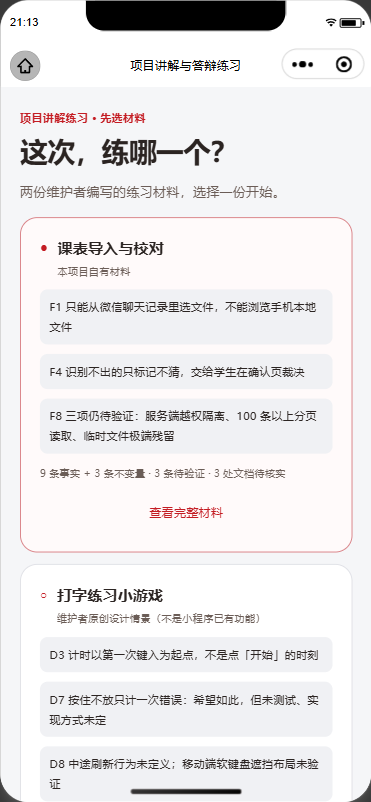 21:13
项目讲解与答辩练习
项目讲解练习·先选材料
这次，练哪一个？
两份维护者编写的练习材料，选择一份开始。
● 课表导入与校对
本项目自有材料
F1 只能从微信聊天记录里选文件，不能浏览手机本地
文件
F4 识别不出的只标记不猜，交给学生在确认页裁决
F8 三项仍待验证：服务端越权隔离、100 条以上分页
读取、临时文件极端残留
9 条事实 + 3 条不变量 · 3 条待验证 · 3 处文档待核实
查看完整材料
○ 打字练习小游戏
维护者原创设计情景（不是小程序已有功能）
D3 计时以第一次键入为起点，不是点「开始」的时刻
D7 按住不放只计一次错误：希望如此，但未测试、实
现方式未定
D8 中途刷新行为未定义；移动端软键盘遮挡布局未验
证